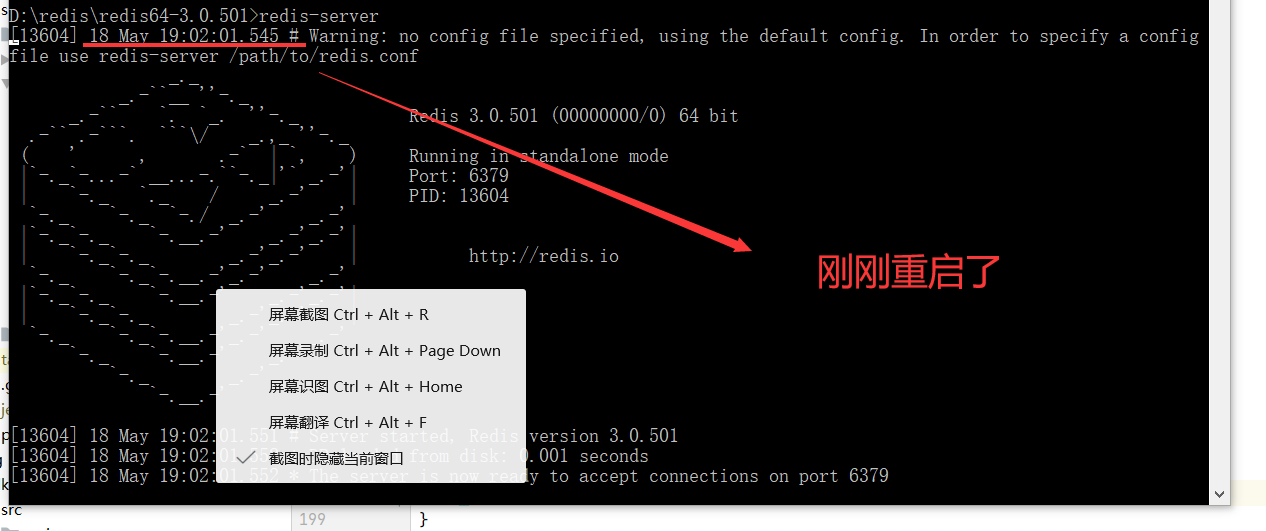 D:\redis\redis64-3.0.501>redis-server
[13604] 18 May 19:02:01.545 # Warning: no config file specified, using the default config. In order to specify a config
file use redis-server /path/to/redis.conf
Redis 3.0.501 (00000000/0) 64 bit
Running in standalone mode
Port: 6379
PID: 13604
http://redis.io
刚刚重启了
屏幕截图 Ctrl + Alt + R
屏幕录制 Ctrl + Alt + Page Down
屏幕识图 Ctrl + Alt + Home
屏幕翻译 Ctrl + Alt + F
截图时隐藏当前窗口
[13604] 18 May 19:02:01.551 # Server started, Redis version 3.0.501
[13604] 18 May 19:02: from disk: 0.001 seconds
[13604] 18 May 19:02:01.552 * The server is now ready to accept connections on port 6379
src
199
}